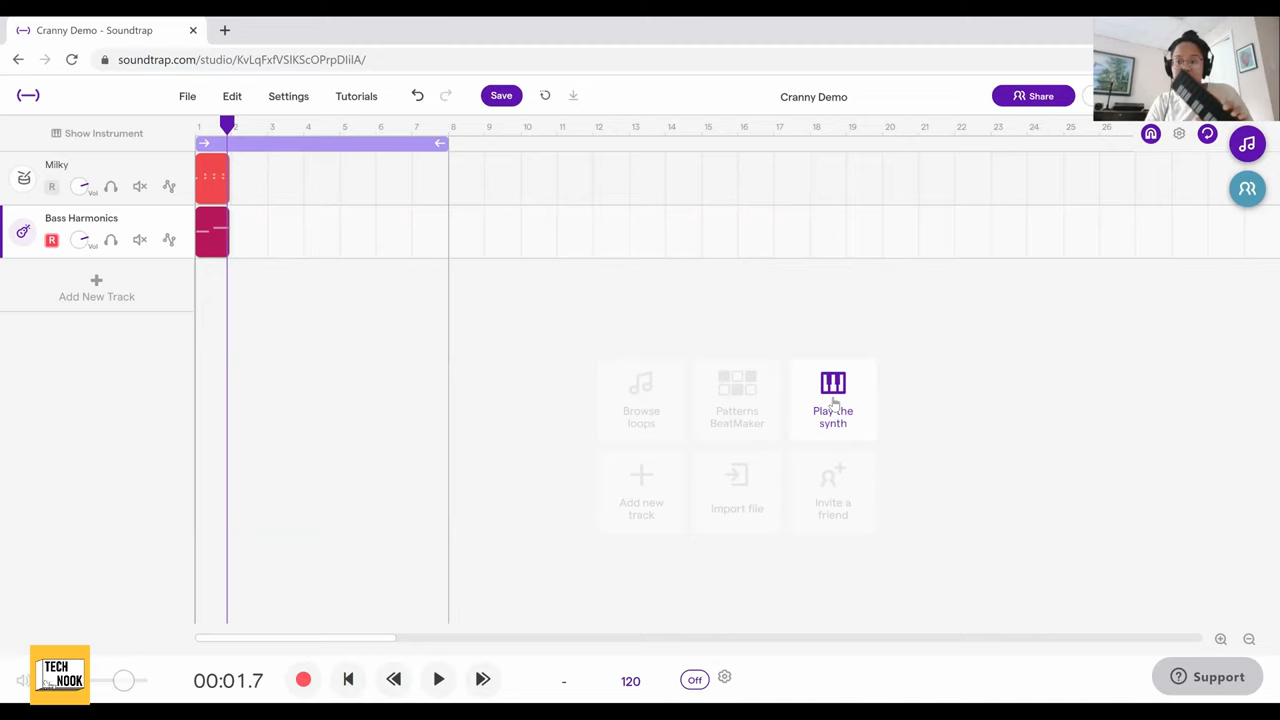 Cranny Demo - Soundtrap
soundtrap.com/studio/KvLqFxfVSIKScOPrpDIilA/
File
Edit
Settings
Tutorials
Save
Cranny Demo
Share
Show Instrument
1 2 3 4 5 6 7 8 9 10 11 12 13 14 15 16 17 18 19 20 21 22 23 24 25 26
Milky
R
Vol
Bass Harmonics
R
Vol
Add New Track
Browse
loops
Patterns
BeatMaker
Play the
synth
Add new
track
Import file
Invite a
friend
TECH
NOOK
00:01.7
-
120
Off
Support